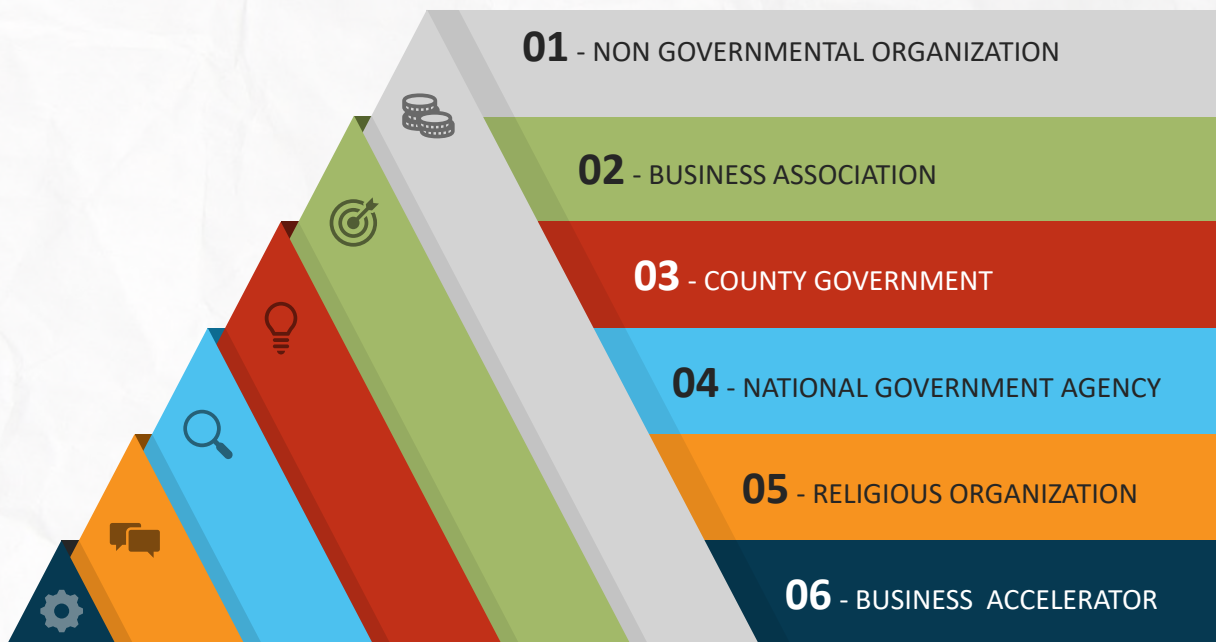 01 - NON GOVERNMENTAL ORGANIZATION
02 - BUSINESS ASSOCIATION
03 - COUNTY GOVERNMENT
04 - NATIONAL GOVERNMENT AGENCY
05 - RELIGIOUS ORGANIZATION
06 - BUSINESS  ACCELERATOR